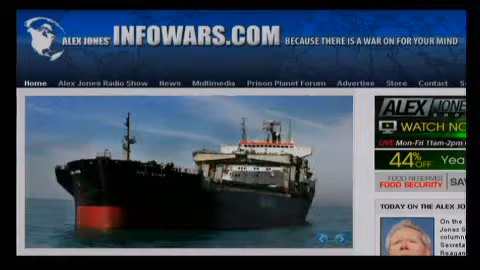 ALEX JONES' INFOWARS.COM BECAUSE THERE IS A WAR ON FOR YOUR MIND
Home Alex Jones Radio Show News Multimedia Prison Planet Forum Advertise Store Contact S
ALEX JONES
WATCH NO
LIVE Mon-Fri 11am-2pm
44% OFF Yea
FOOD RESERVES
FOOD SECURITY SAV
TODAY ON THE ALEX JO
On the
Jones S
column
Secreta
Reagan